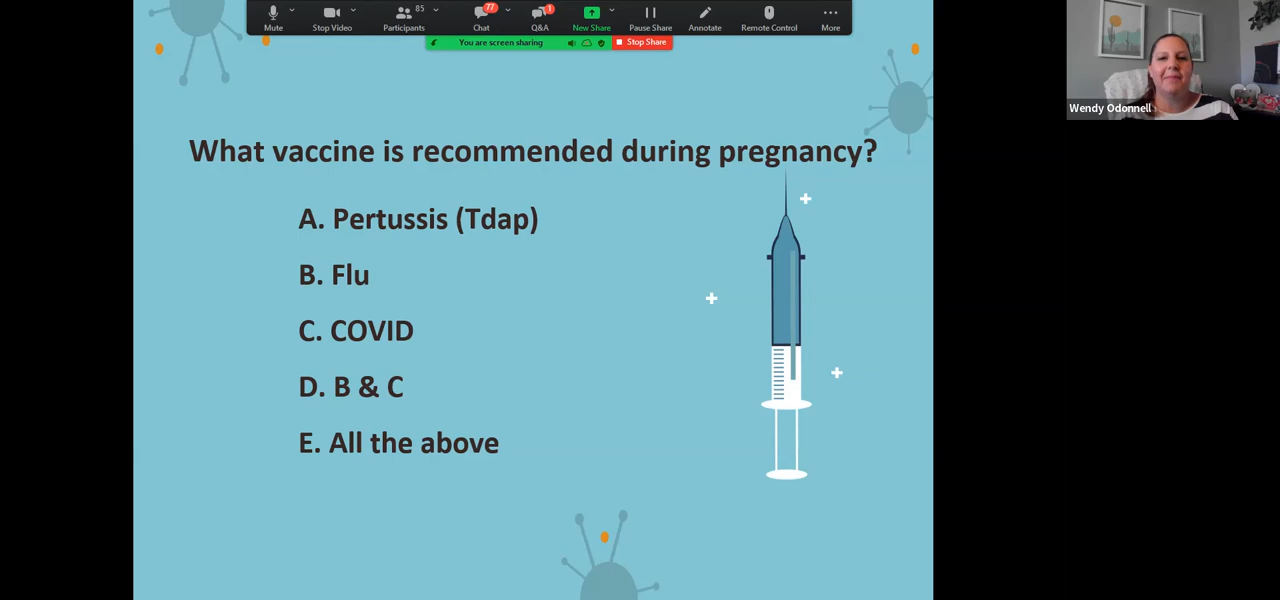 85
77
1
Mute
Stop Video
Participants
Chat
Q&A
New Share
Pause Share
Annotate
Remote Control
More
You are screen sharing
Stop Share
Wendy Odonnell
What vaccine is recommended during pregnancy?
A. Pertussis (Tdap)
B. Flu
C. COVID
D. B & C
E. All the above